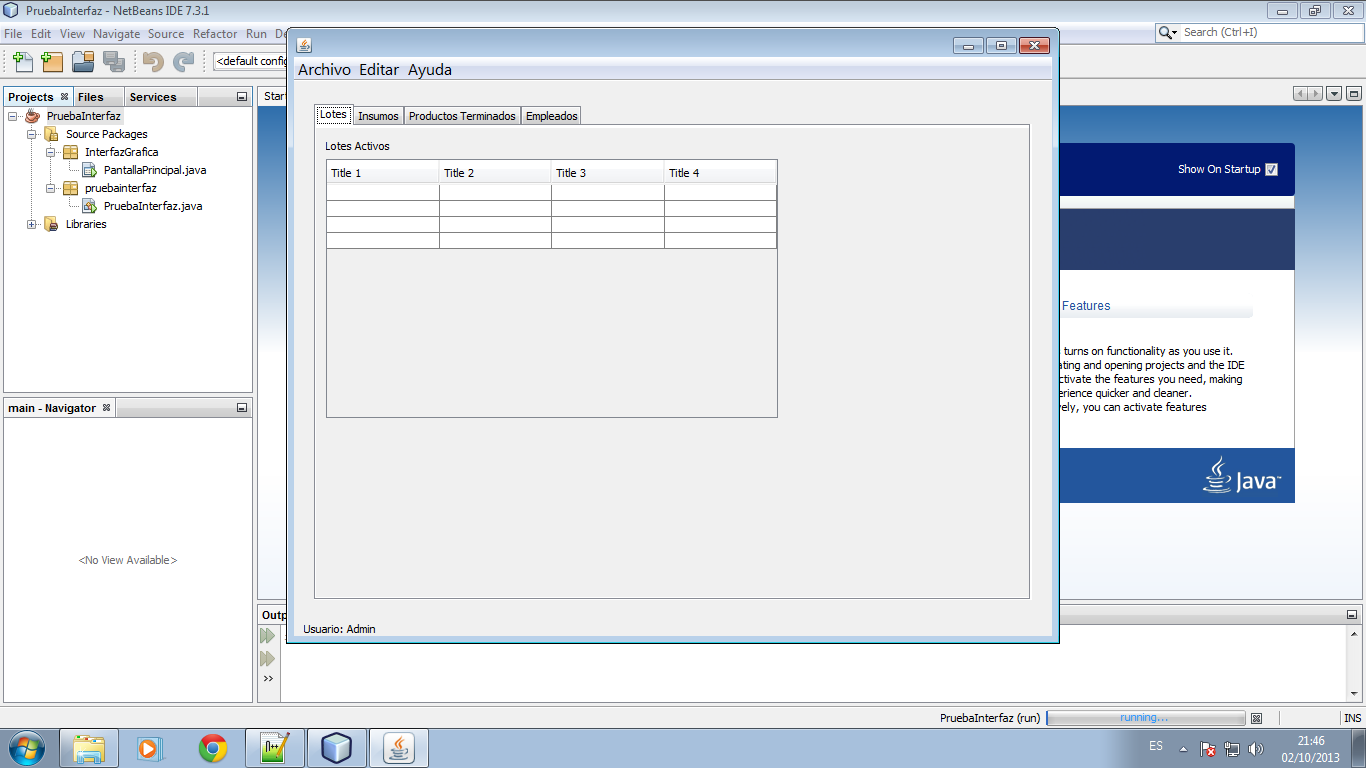 PruebaInterfaz - NetBeans IDE 7.3.1
File Edit View Navigate Source Refactor Run
Search (Ctrl+I)
<default config
Projects Files Services
PruebaInterfaz
Source Packages
InterfazGrafica
PantallaPrincipal.java
pruebainterfaz
PruebaInterfaz.java
Libraries
main - Navigator
<No View Available>
Archivo Editar Ayuda
Lotes Insumos Productos Terminados Empleados
Lotes Activos
Title 1 Title 2 Title 3 Title 4
Usuario: Admin
Show On Startup
Features
turns on functionality as you use it.
ating and opening projects and the IDE
ctivate the features you need, making
erience quicker and cleaner.
vely, you can activate features
Java™
PruebaInterfaz (run) running... INS
ES
21:46
02/10/2013